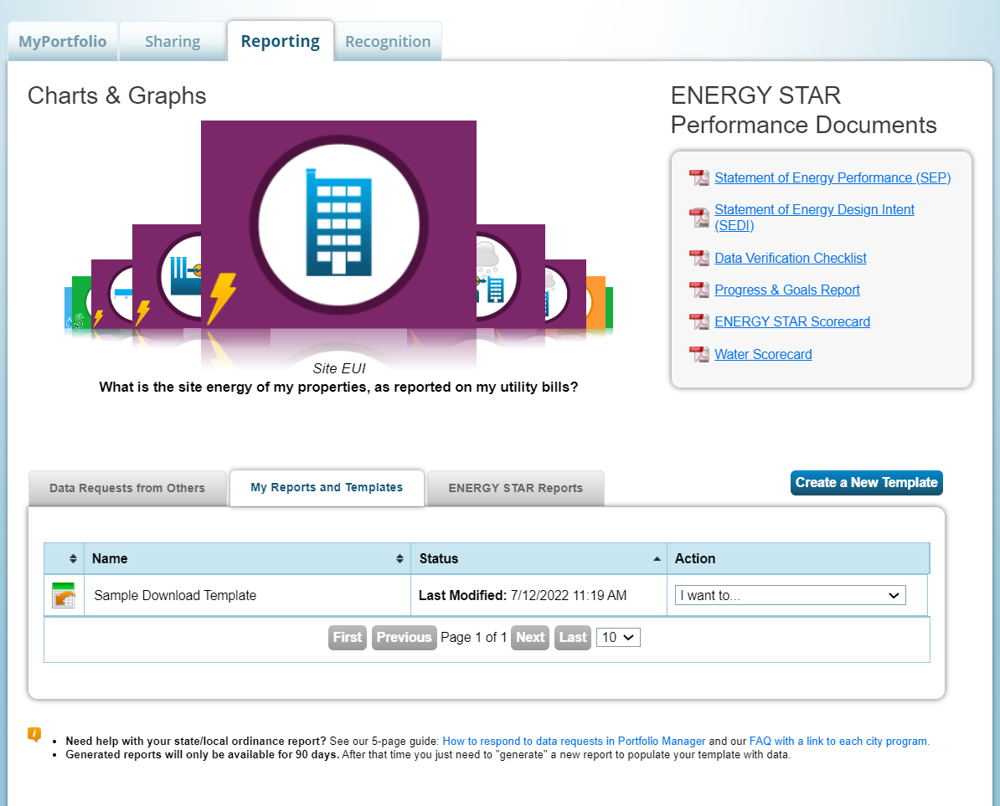 MyPortfolio
Sharing
Reporting
Recognition
Charts & Graphs
Site EUI
What is the site energy of my properties, as reported on my utility bills?
ENERGY STAR
Performance Documents
Statement of Energy Performance (SEP)
Statement of Energy Design Intent
(SEDI)
Data Verification Checklist
Progress & Goals Report
ENERGY STAR Scorecard
Water Scorecard
Data Requests from Others
My Reports and Templates
ENERGY STAR Reports
Create a New Template
Name Status Action
Sample Download Template Last Modified: 7/12/2022 11:19 AM I want to...
First Previous Page 1 of 1 Next Last 10
• Need help with your state/local ordinance report? See our 5-page guide: How to respond to data requests in Portfolio Manager and our FAQ with a link to each city program.
• Generated reports will only be available for 90 days. After that time you just need to "generate" a new report to populate your template with data.